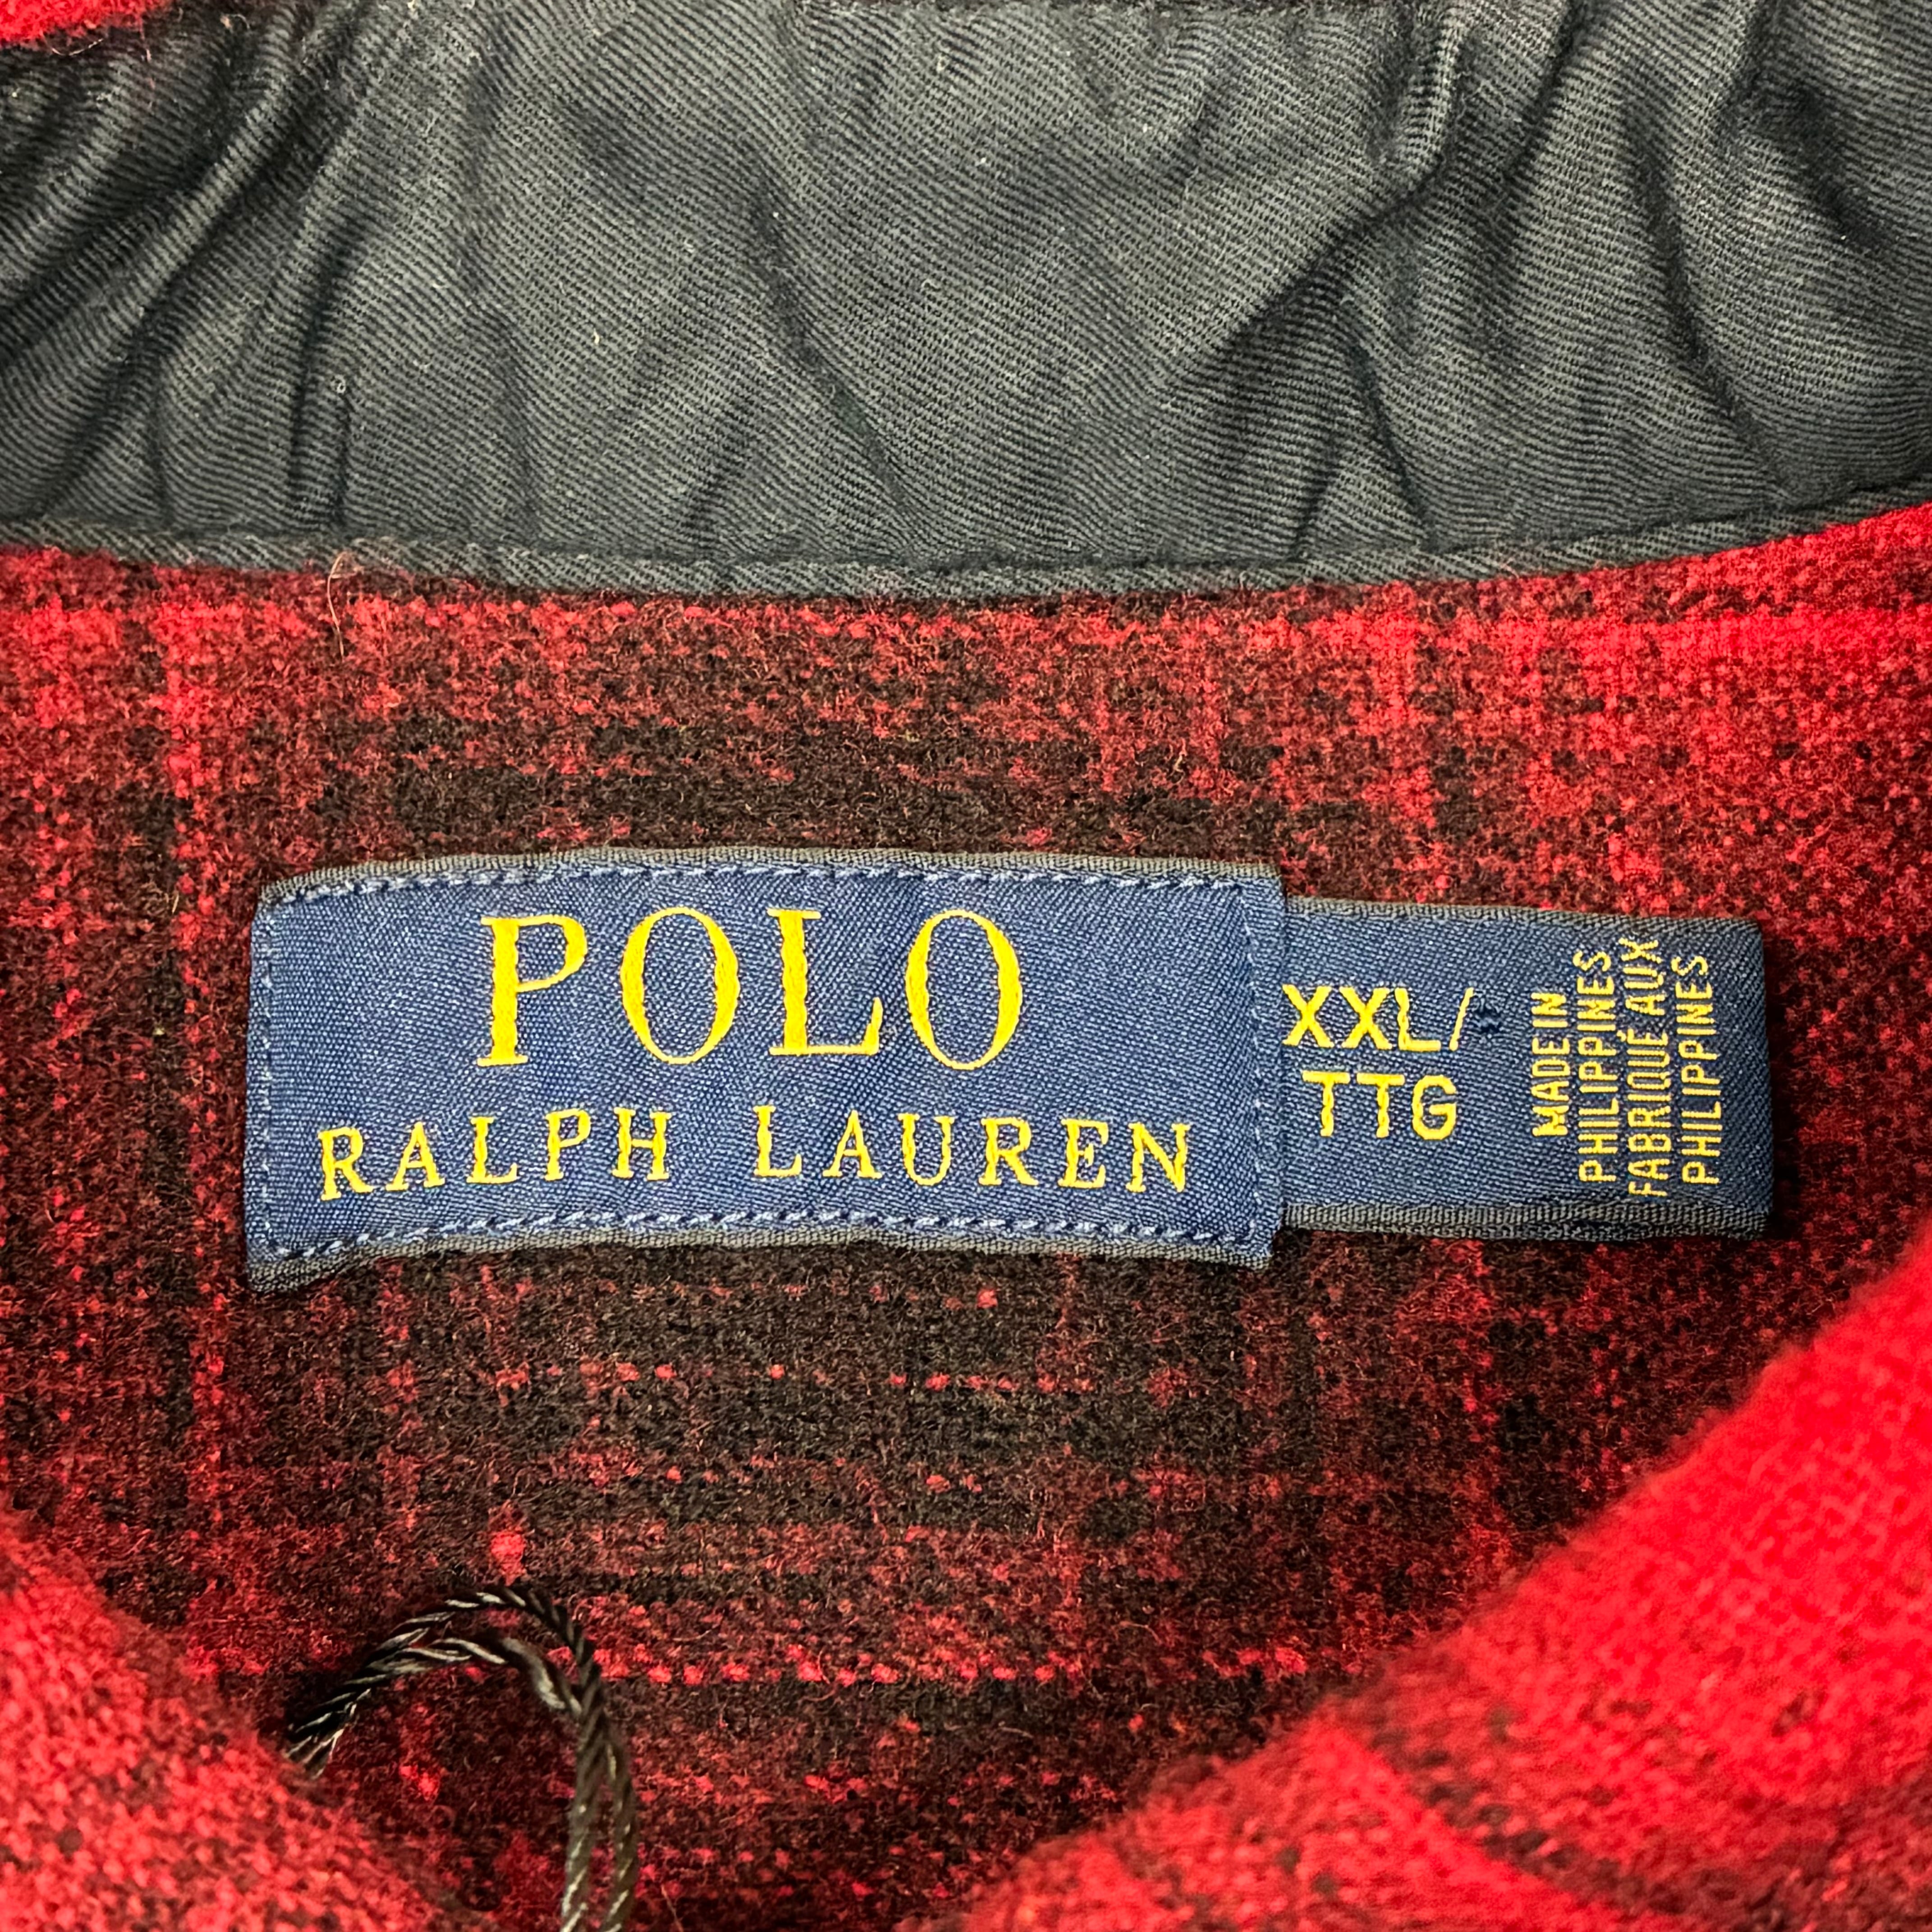 POLO
RALPH LAUREN
XXL/
TTG
MADE IN
PHILIPPINES
FABRIQUÉ AUX
PHILIPPINES